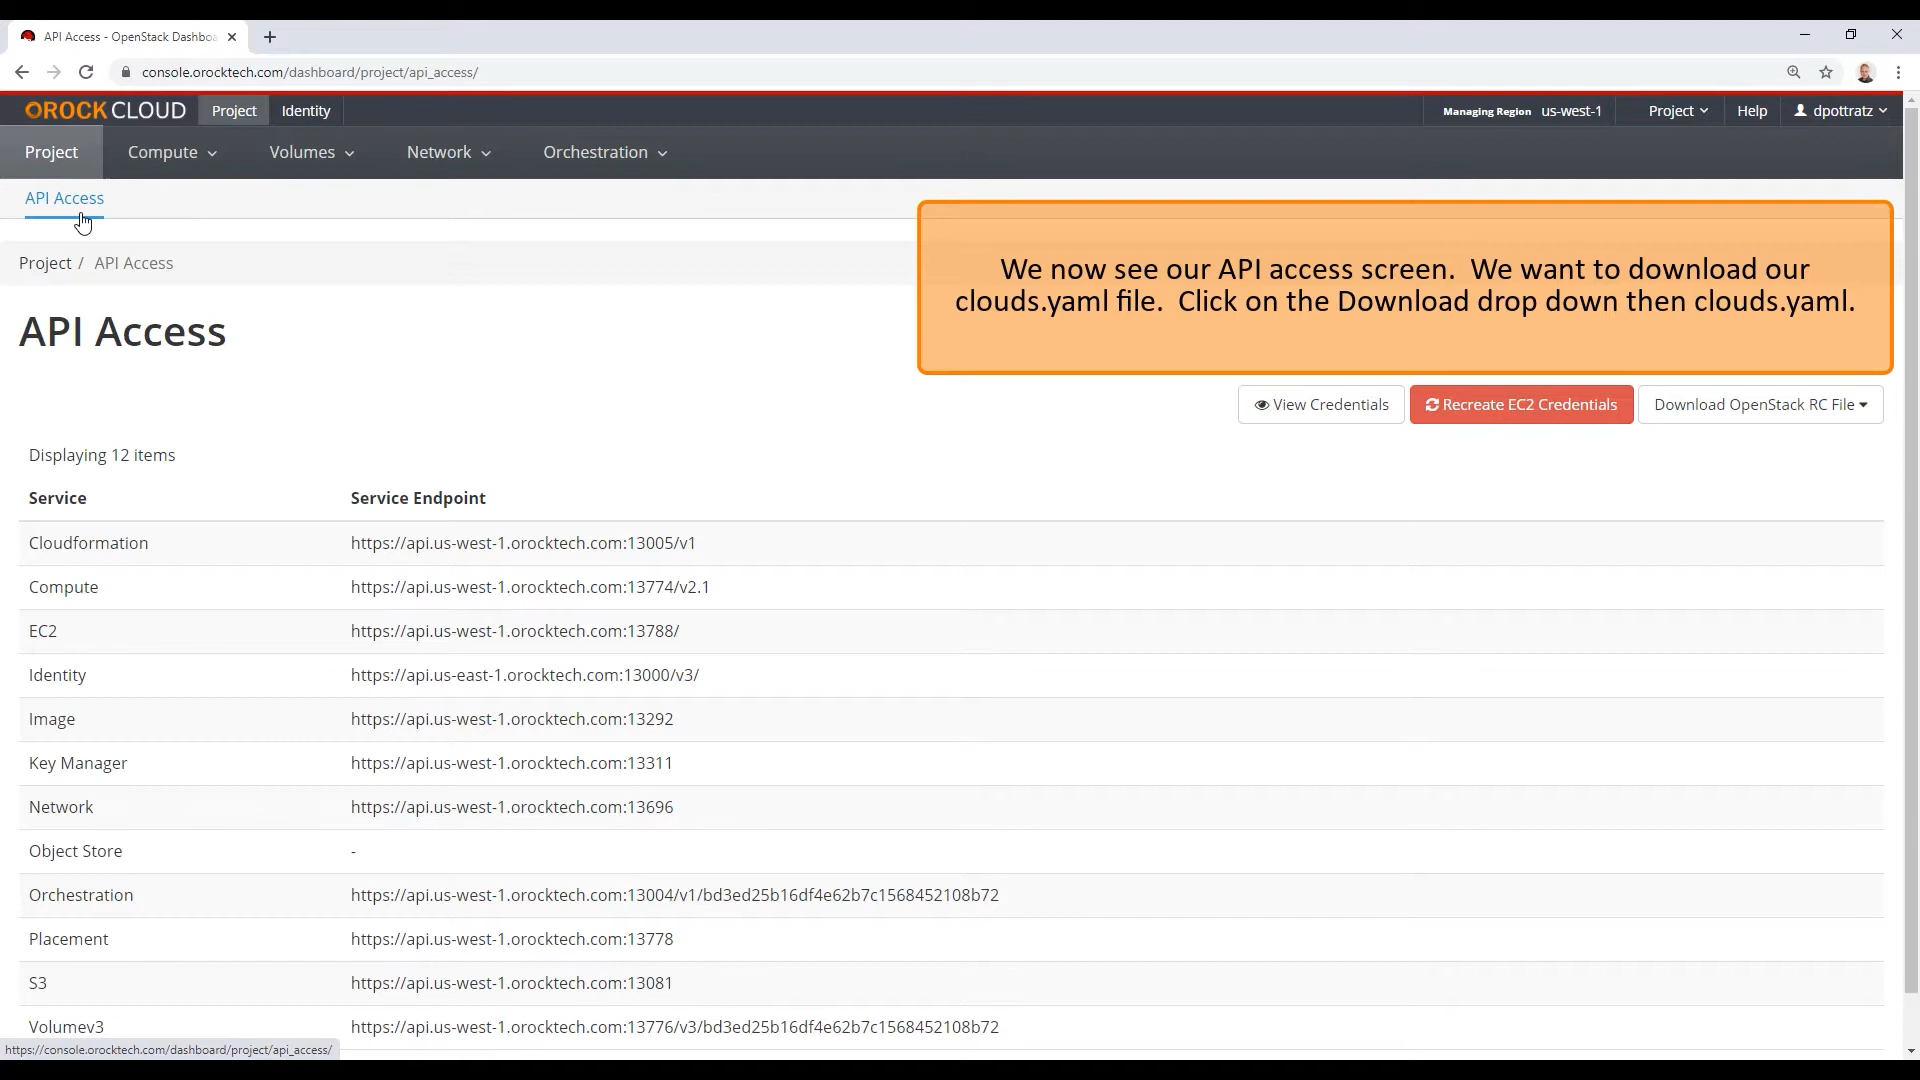 API Access - OpenStack Dashboa
console.orocktech.com/dashboard/project/api_access/
OROCK CLOUD Project Identity Managing Region us-west-1 Project Help dpottratz
Project Compute Volumes Network Orchestration
API Access
We now see our API access screen. We want to download our
clouds.yaml file. Click on the Download drop down then clouds.yaml.
Project / API Access
API Access
View Credentials Recreate EC2 Credentials Download OpenStack RC File
Displaying 12 items
Service Service Endpoint
Cloudformation https://api.us-west-1.orocktech.com:13005/v1
Compute https://api.us-west-1.orocktech.com:13774/v2.1
EC2 https://api.us-west-1.orocktech.com:13788/
Identity https://api.us-east-1.orocktech.com:13000/v3/
Image https://api.us-west-1.orocktech.com:13292
Key Manager https://api.us-west-1.orocktech.com:13311
Network https://api.us-west-1.orocktech.com:13696
Object Store -
Orchestration https://api.us-west-1.orocktech.com:13004/v1/bd3ed25b16df4e62b7c1568452108b72
Placement https://api.us-west-1.orocktech.com:13778
S3 https://api.us-west-1.orocktech.com:13081
Volumev3 https://api.us-west-1.orocktech.com:13776/v3/bd3ed25b16df4e62b7c1568452108b72
https://console.orocktech.com/dashboard/project/api_access/